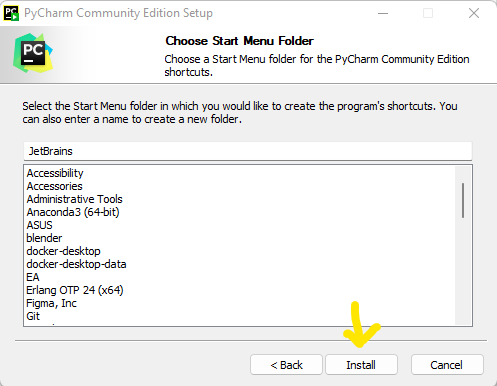 PyCharm Community Edition Setup
PC
Choose Start Menu Folder
Choose a Start Menu folder for the PyCharm Community Edition
shortcuts.
Select the Start Menu folder in which you would like to create the program's shortcuts. You
can also enter a name to create a new folder.
JetBrains
Accessibility
Accessories
Administrative Tools
Anaconda3 (64-bit)
ASUS
blender
docker-desktop
docker-desktop-data
EA
Erlang OTP 24 (x64)
Figma, Inc
Git
< Back Install Cancel